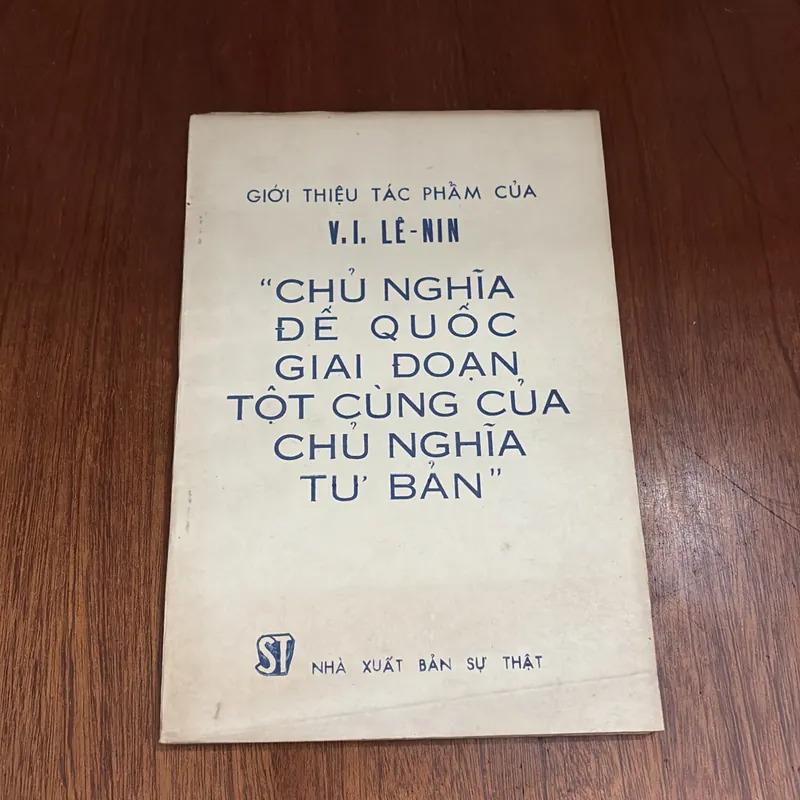 GIỚI THIỆU TÁC PHẨM CỦA
V.I. LÊ-NIN
“CHỦ NGHĨA
ĐẾ QUỐC
GIAI ĐOẠN
TỘT CÙNG CỦA
CHỦ NGHĨA
TƯ BẢN”
ST NHÀ XUẤT BẢN SỰ THẬT